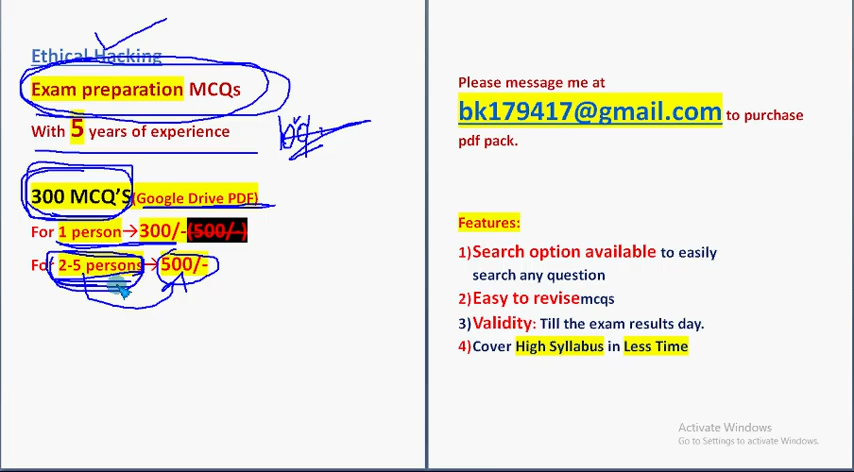 Ethical Hacking
Exam preparation MCQs
With 5 years of experience
300 MCQ'S(Google Drive PDF)
For 1 person→300/-(500/-)
For 2-5 persons→500/-
Please message me at
bk179417@gmail.com to purchase
pdf pack.
Features:
1)Search option available to easily
search any question
2)Easy to revisemcqs
3)Validity: Till the exam results day.
4)Cover High Syllabus in Less Time
Activate Windows
Go to Settings to activate Windows.